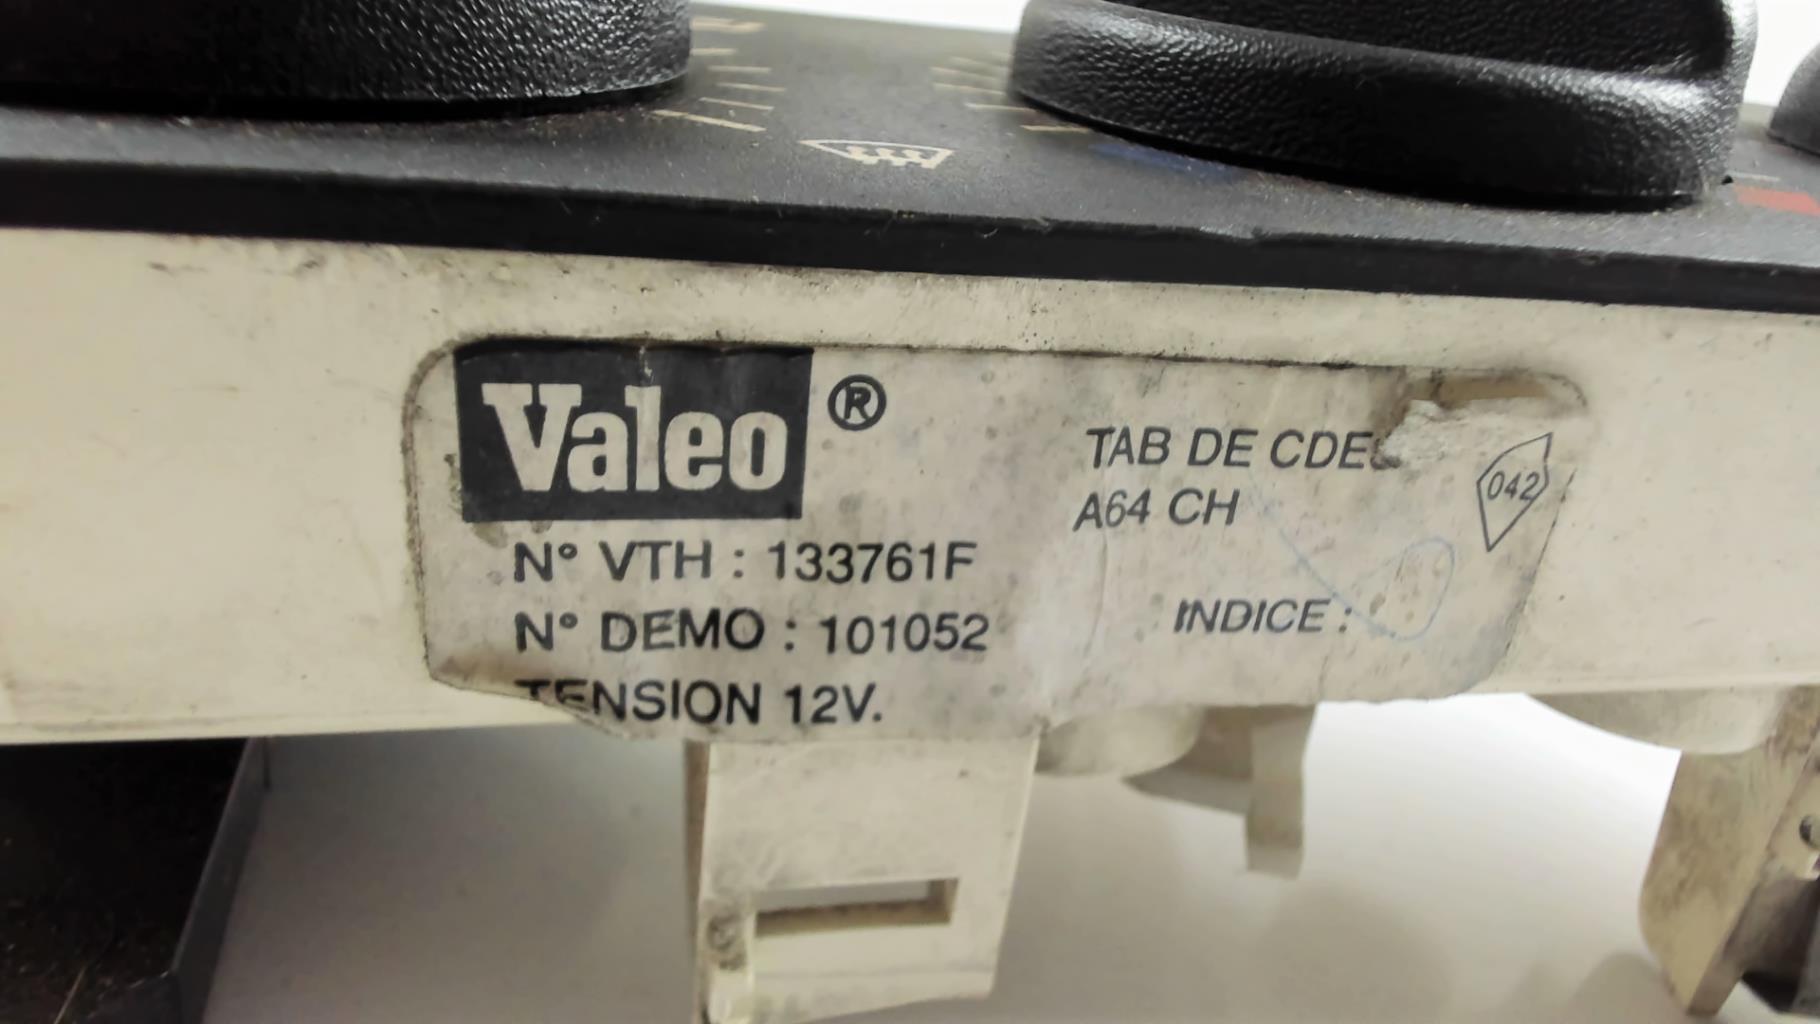 Valeo ®
TAB DE CDE
A64 CH
042
N° VTH : 133761F
N° DEMO : 101052
INDICE :
TENSION 12V.